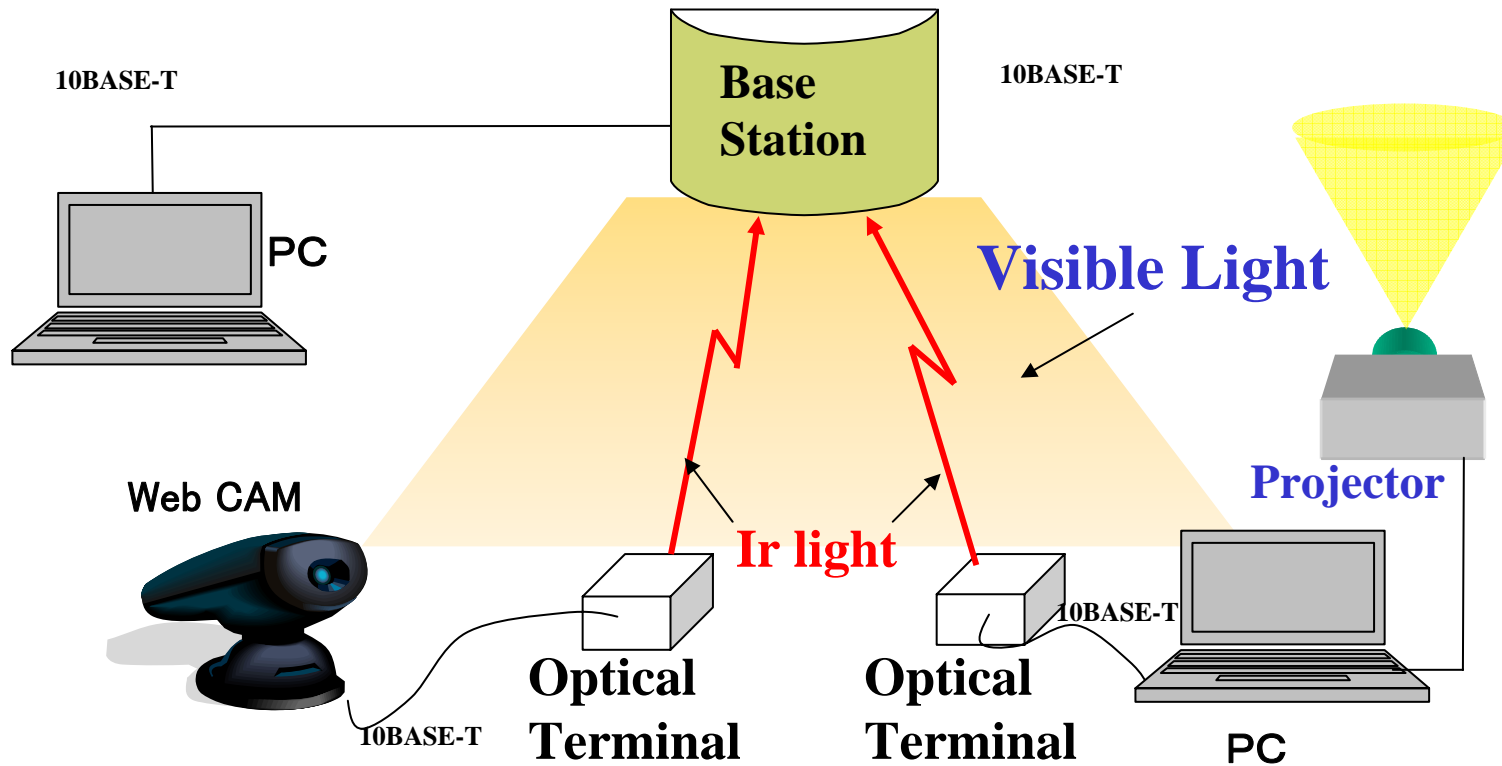 10BASE-T
Base
Station
10BASE-T
PC
Visible Light
Web CAM
Projector
Ir light
10BASE-T
Optical
Terminal
Optical
Terminal
10BASE-T
PC